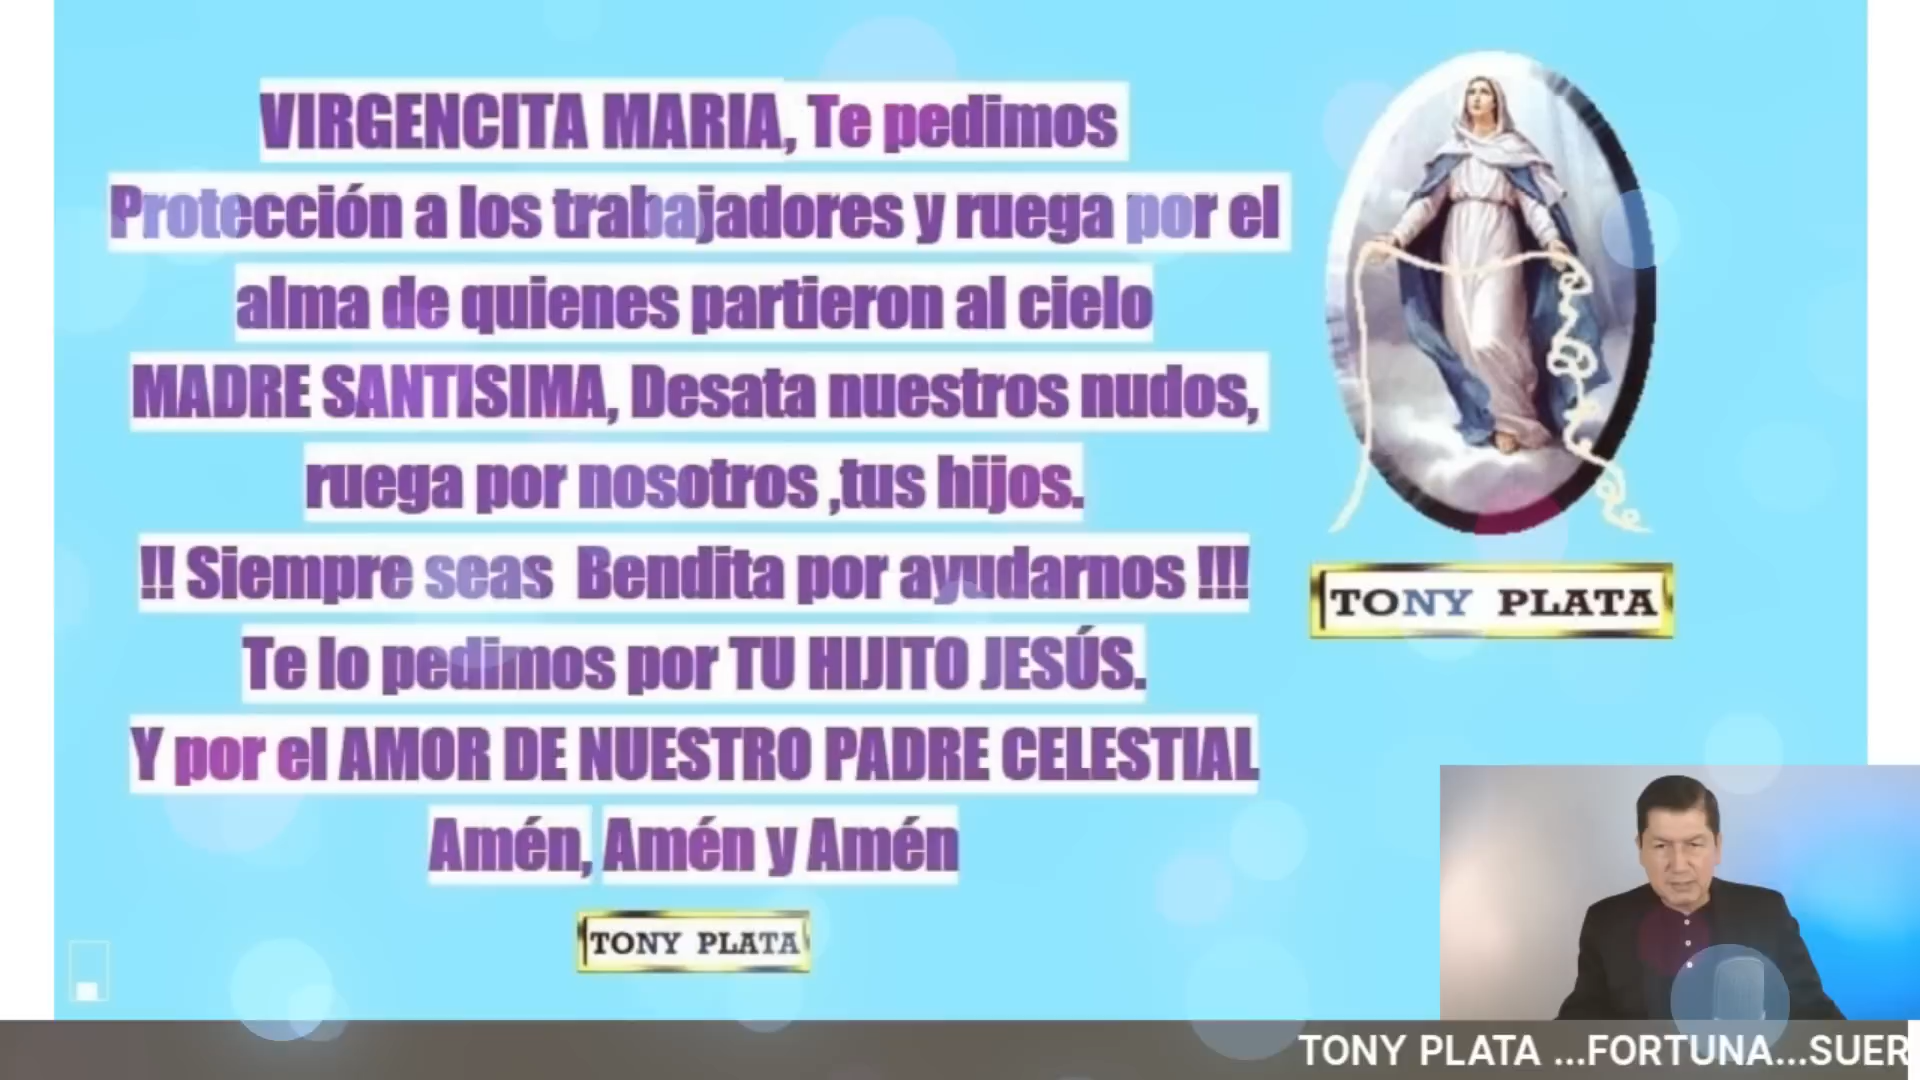 VIRGENCITA MARIA, Te pedimos
Protección a los trabajadores y ruega por el
alma de quienes partieron al cielo
MADRE SANTISIMA, Desata nuestros nudos,
ruega por nosotros ,tus hijos.
!! Siempre seas Bendita por ayudarnos !!!
Te lo pedimos por TU HIJITO JESÚS.
Y por el AMOR DE NUESTRO PADRE CELESTIAL
Amén, Amén y Amén
TONY PLATA
TONY PLATA
TONY PLATA ...FORTUNA...SUER